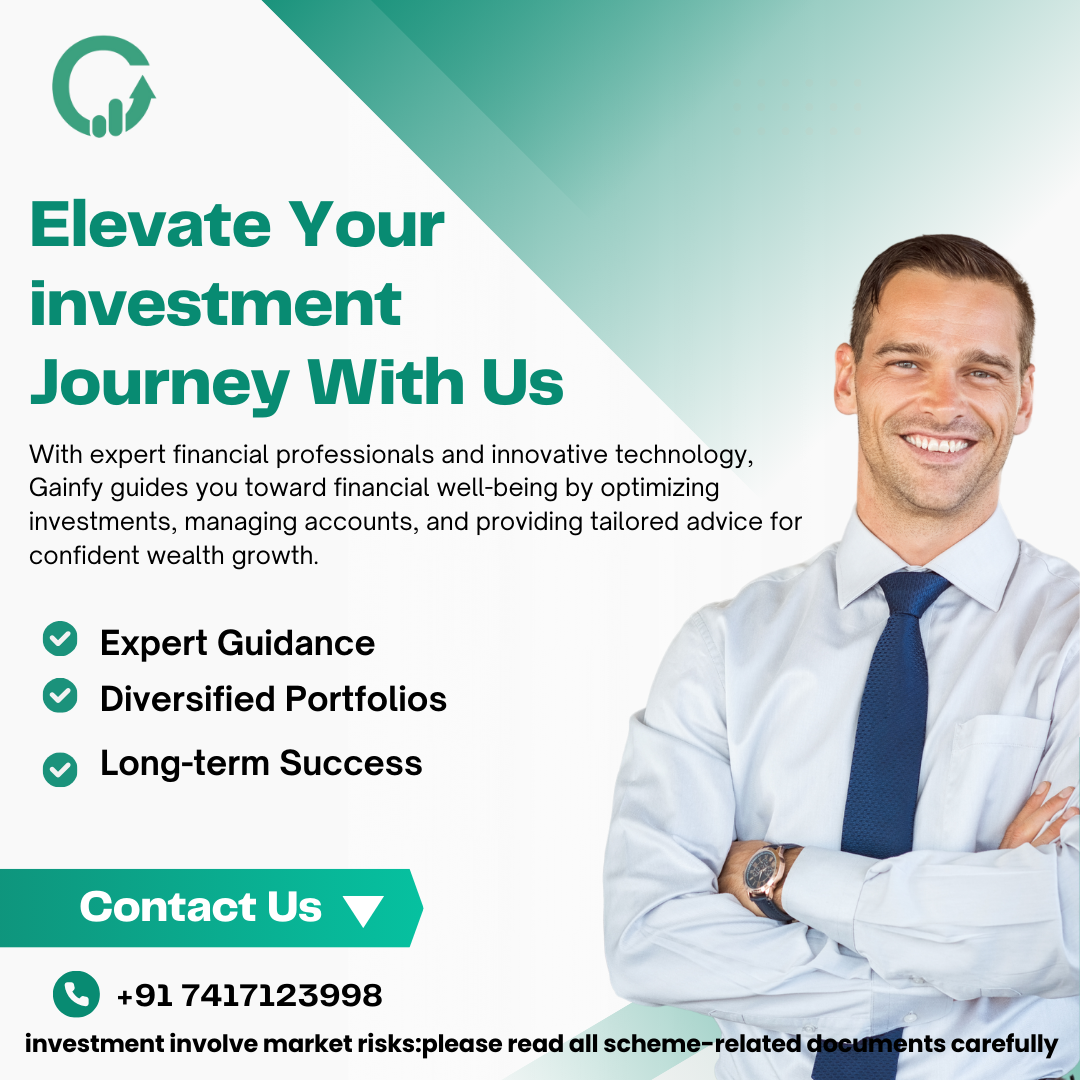 Elevate Your
investment
Journey With Us
With expert financial professionals and innovative technology,
Gainfy guides you toward financial well-being by optimizing
investments, managing accounts, and providing tailored advice for
confident wealth growth.
Expert Guidance
Diversified Portfolios
Long-term Success
Contact Us
+91 7417123998
investment involve market risks:please read all scheme-related documents carefully